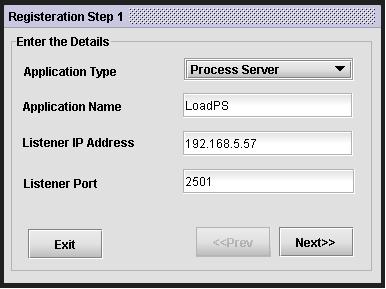 Registeration Step 1
Enter the Details
Application Type Process Server
Application Name LoadPS
Listener IP Address 192.168.5.57
Listener Port 2501
Exit <<Prev Next>>